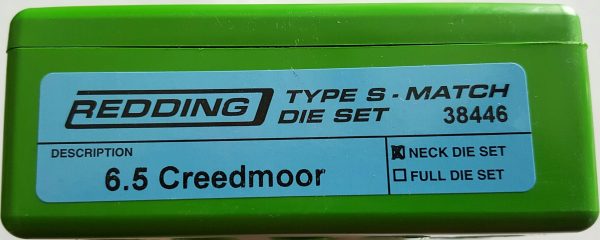 REDDING TYPE S - MATCH
DIE SET 38446
DESCRIPTION
6.5 Creedmoor
☒ NECK DIE SET
☐ FULL DIE SET